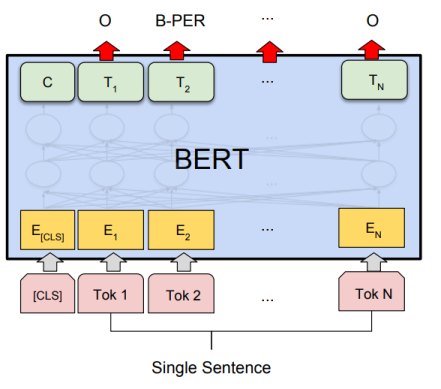 O B-PER ... O
C T1 T2 ... TN
...
BERT
...
E[CLS] E1 E2 ... EN
[CLS] Tok 1 Tok 2 ... Tok N
Single Sentence